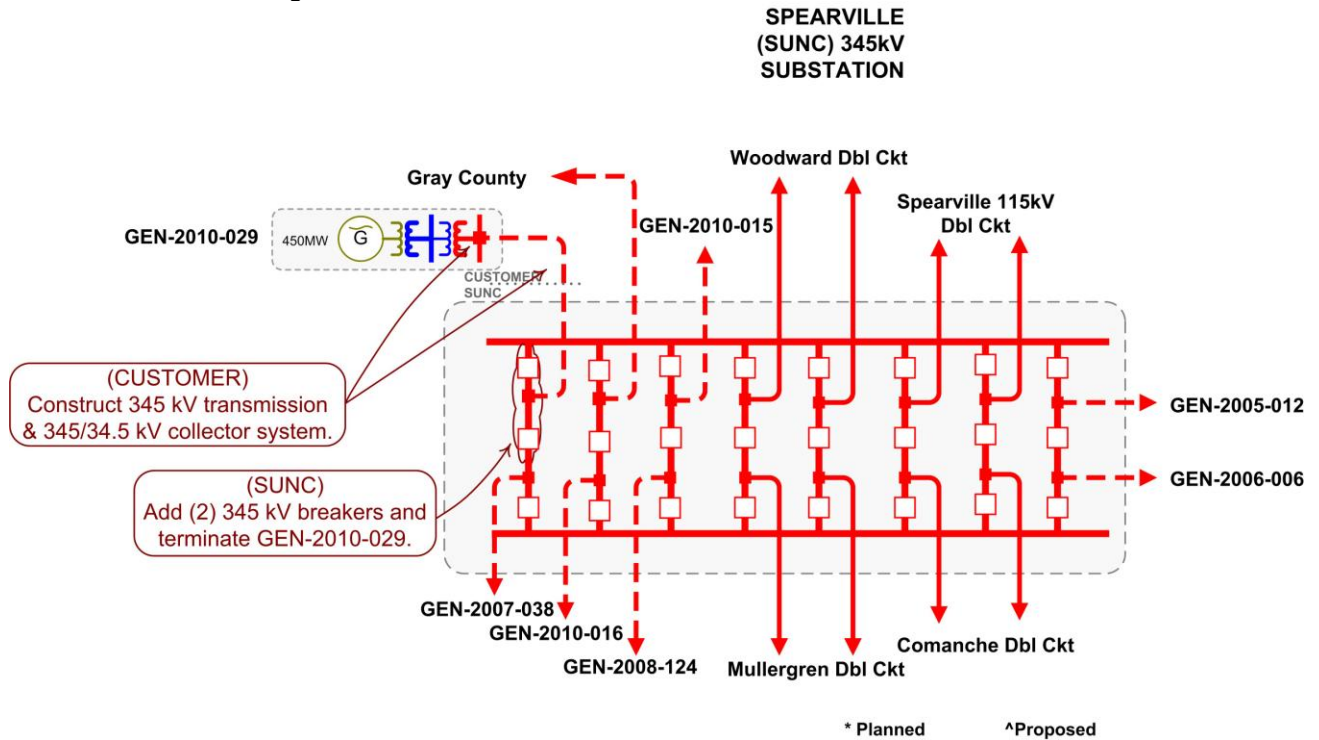 SPEARVILLE
(SUNC) 345kV
SUBSTATION
Woodward Dbl Ckt
Gray County
Spearville 115kV
Dbl Ckt
GEN-2010-015
GEN-2010-029
450MW
G
CUSTOMER
SUNC
(CUSTOMER)
Construct 345 kV transmission
& 345/34.5 kV collector system.
GEN-2005-012
(SUNC)
Add (2) 345 kV breakers and
terminate GEN-2010-029.
GEN-2006-006
GEN-2007-038
GEN-2010-016
GEN-2008-124
Mullergren Dbl Ckt
Comanche Dbl Ckt
* Planned
^Proposed